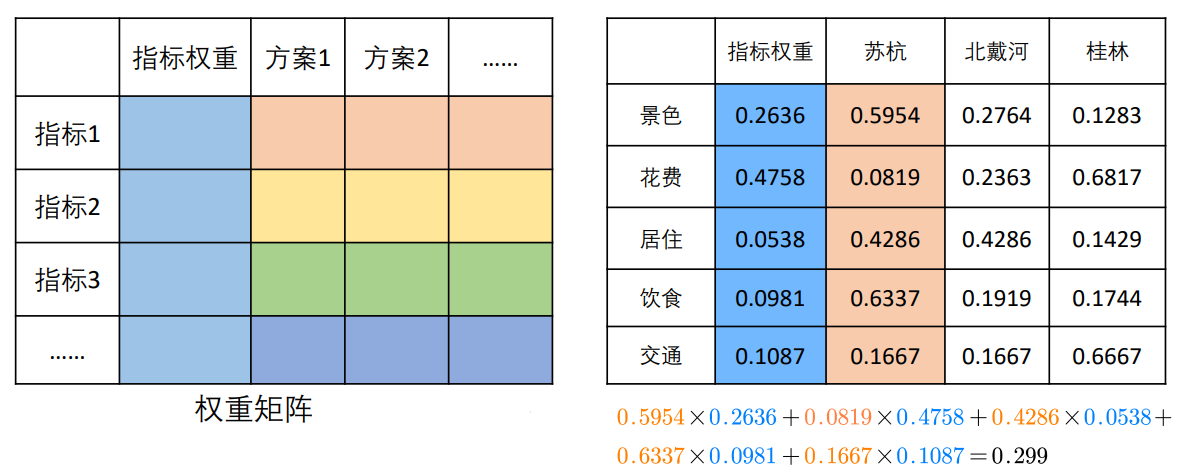 指标权重 方案1 方案2 ……
指标1
指标2
指标3
……
权重矩阵
指标权重 苏杭 北戴河 桂林
景色 0.2636 0.5954 0.2764 0.1283
花费 0.4758 0.0819 0.2363 0.6817
居住 0.0538 0.4286 0.4286 0.1429
饮食 0.0981 0.6337 0.1919 0.1744
交通 0.1087 0.1667 0.1667 0.6667
0.5954×0.2636+0.0819×0.4758+0.4286×0.0538+
0.6337×0.0981+0.1667×0.1087=0.299